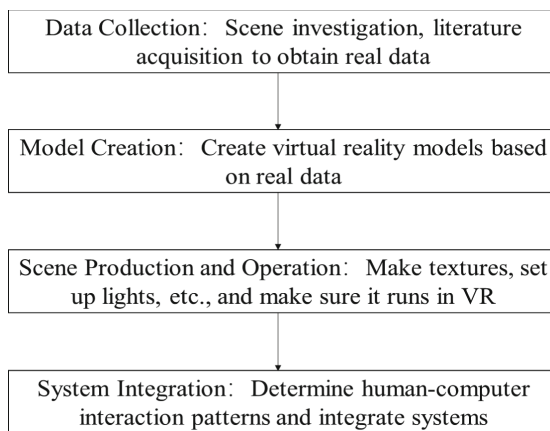 Data Collection： Scene investigation, literature
acquisition to obtain real data
Model Creation： Create virtual reality models based
on real data
Scene Production and Operation： Make textures, set
up lights, etc., and make sure it runs in VR
System Integration： Determine human-computer
interaction patterns and integrate systems